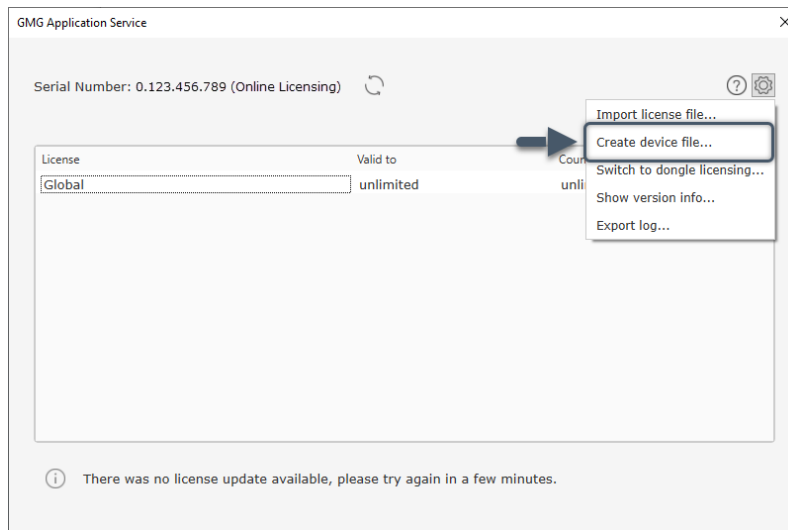 GMG Application Service
Serial Number: 0.123.456.789 (Online Licensing)
Import license file...
Create device file...
Switch to dongle licensing...
Show version info...
Export log...
License Valid to
Global unlimited
There was no license update available, please try again in a few minutes.